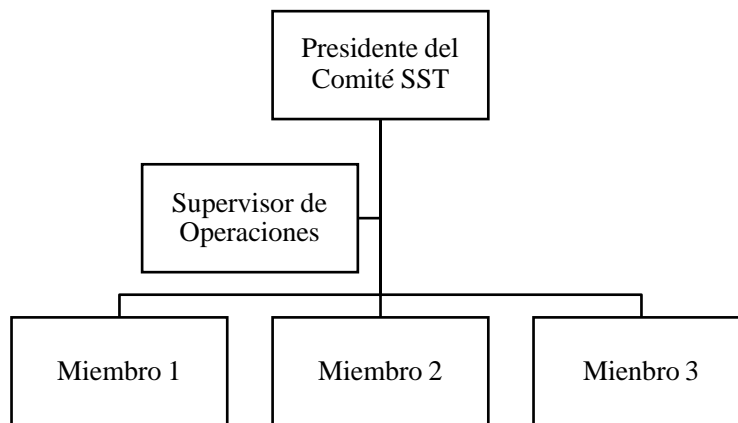 Presidente del
Comité SST
Supervisor de
Operaciones
Miembro 1
Miembro 2
Mienbro 3